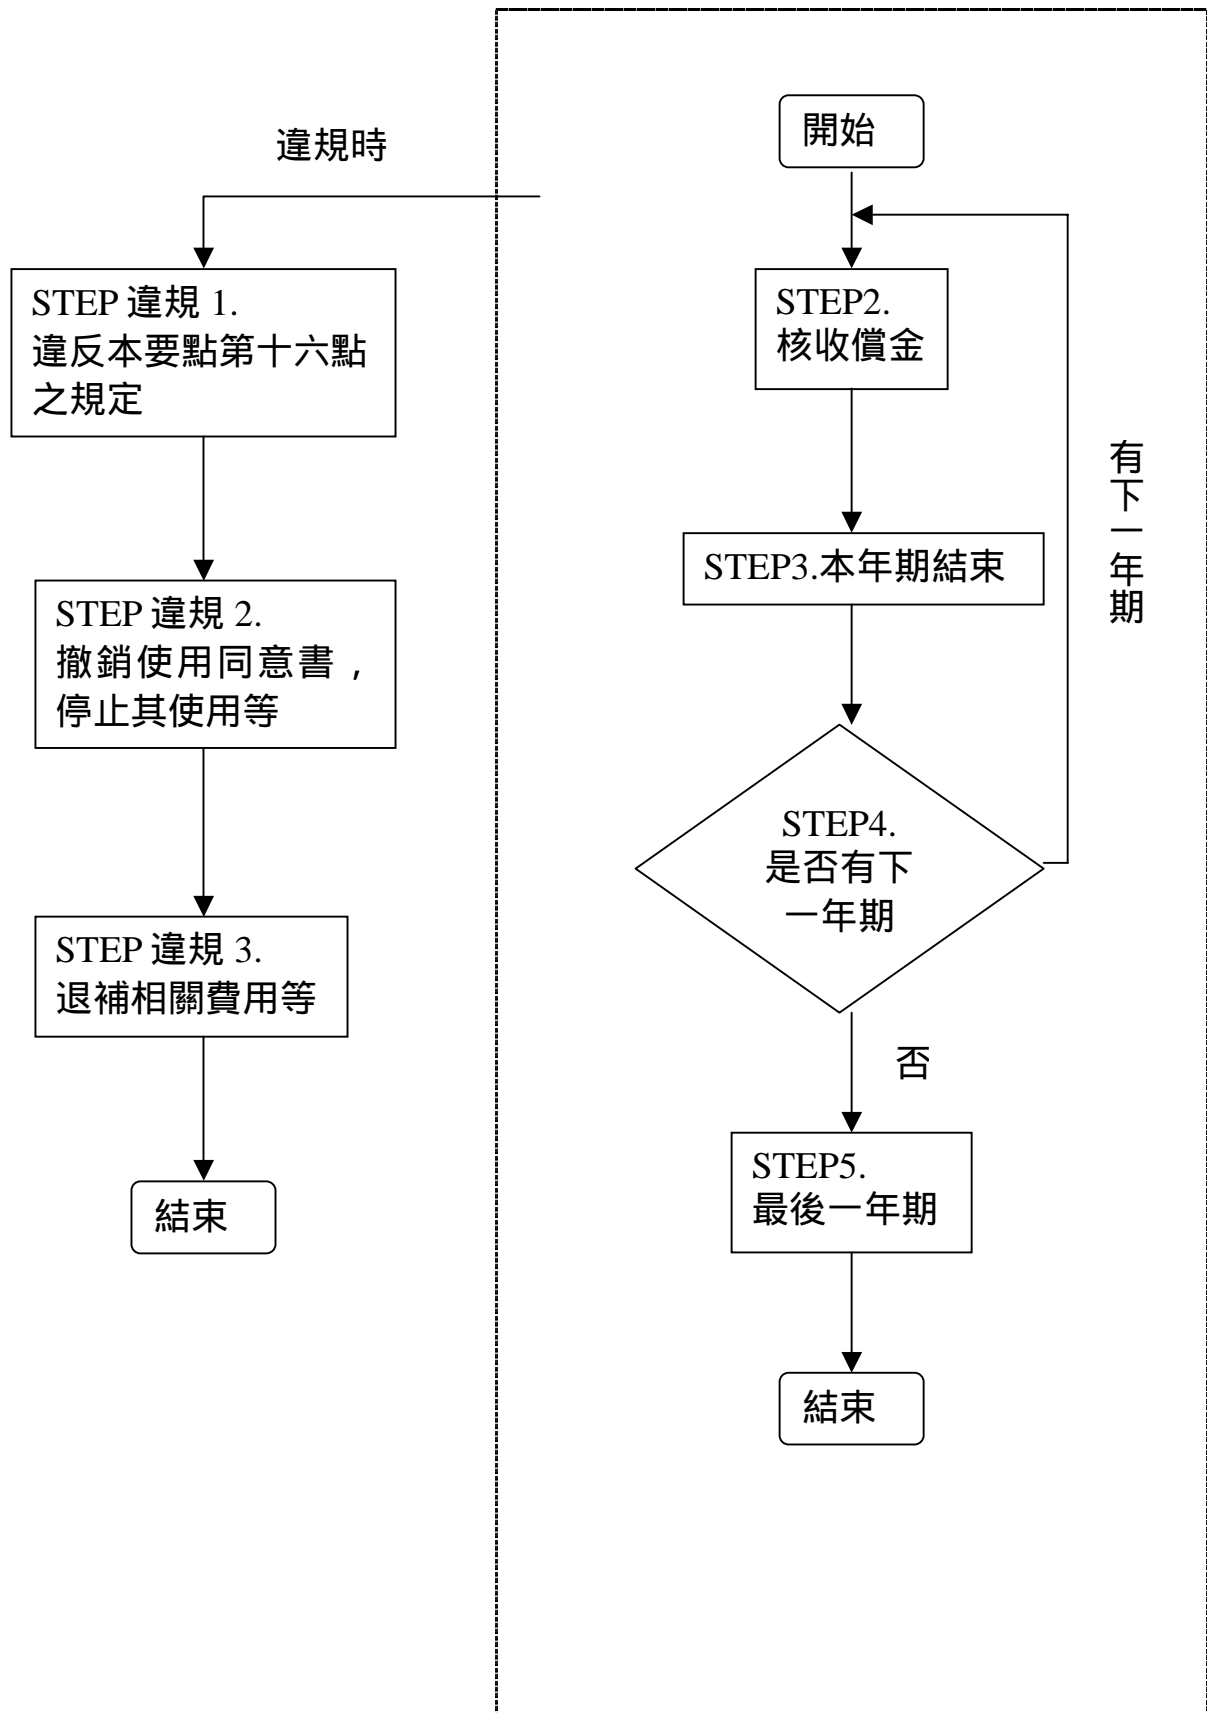 違規時
STEP 違規 1.
違反本要點第十六點
之規定
STEP 違規 2.
撤銷使用同意書，
停止其使用等
STEP 違規 3.
退補相關費用等
結束
開始
STEP2.
核收償金
STEP3.本年期結束
STEP4.
是否有下
一年期
有下一年期
否
STEP5.
最後一年期
結束